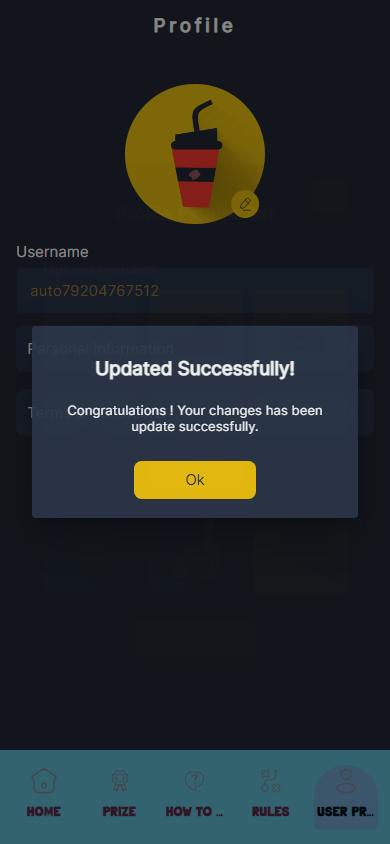 Profile
Username
auto79204767512
Personal Information
Updated Successfully!
Congratulations ! Your changes has been
update successfully.
Ok
HOME
PRIZE
HOW TO ...
RULES
USER PR...